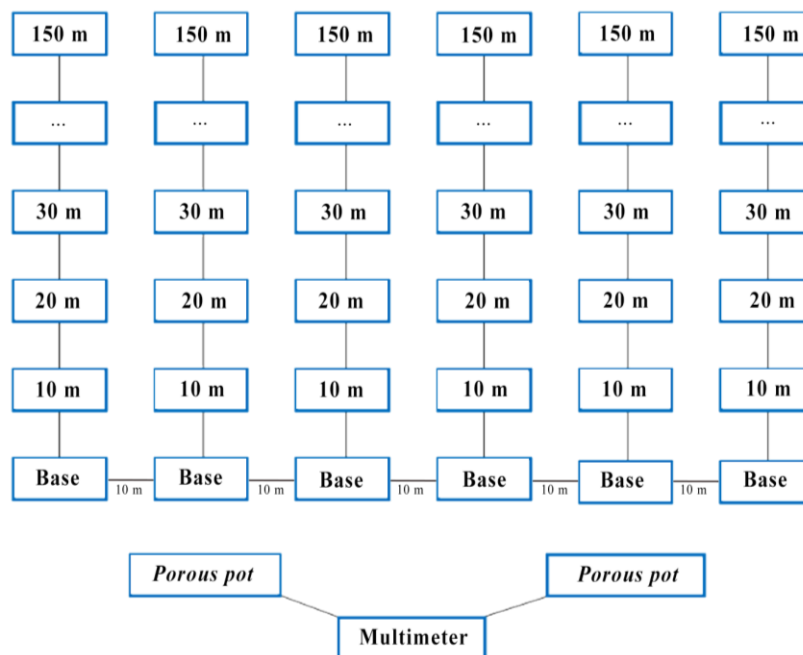 150 m 150 m 150 m 150 m 150 m 150 m
... ... ... ... ... ...
30 m 30 m 30 m 30 m 30 m 30 m
20 m 20 m 20 m 20 m 20 m 20 m
10 m 10 m 10 m 10 m 10 m 10 m
Base Base Base Base Base Base
10 m 10 m 10 m 10 m 10 m
Porous pot Porous pot
Multimeter